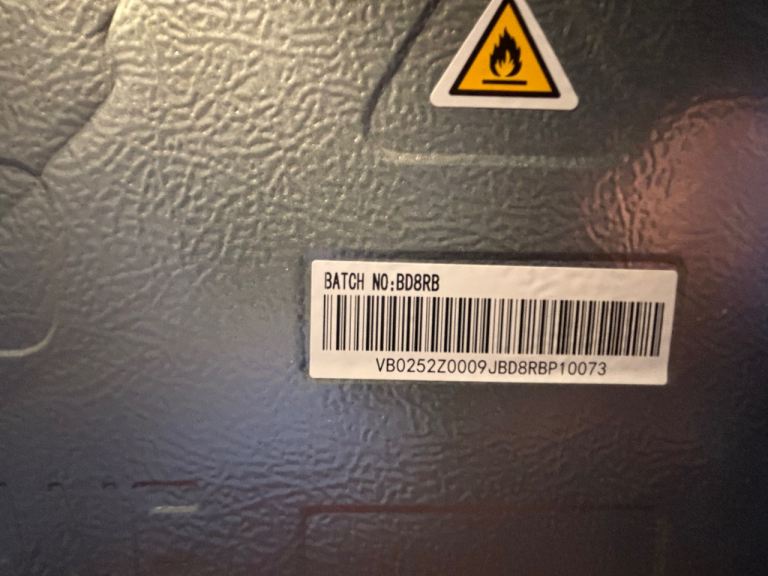 BATCH NO:BD8RB
VB0252Z0009JBD8RBP10073